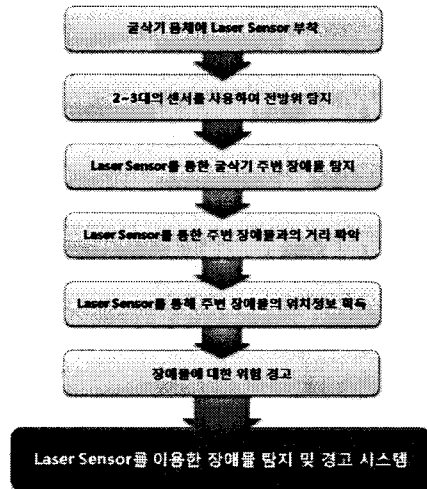 굴삭기 몸체에 Laser Sensor 부착
2~3대의 센서를 사용하여 전방위 탐지
Laser Sensor를 통한 굴삭기 주변 장애물 탐지
Laser Sensor를 통한 주변 장애물과의 거리 파악
Laser Sensor를 통해 주변 장애물의 위치정보 획득
장애물에 대한 위험 경고
Laser Sensor를 이용한 장애물 탐지 및 경고 시스템